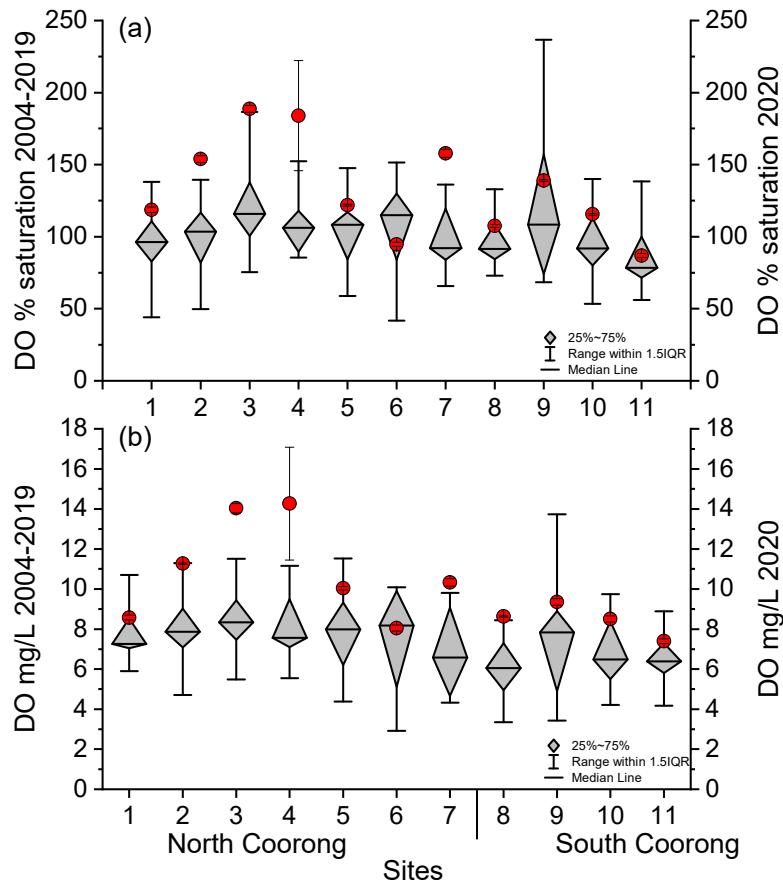 (a)
DO % saturation 2004-2019
250
200
150
100
50
0
250
200
150
100
50
0
DO % saturation 2020
25%~75%
Range within 1.5IQR
Median Line
1 2 3 4 5 6 7 8 9 10 11
(b)
DO mg/L 2004-2019
18
16
14
12
10
8
6
4
2
0
18
16
14
12
10
8
6
4
2
0
DO mg/L 2020
25%~75%
Range within 1.5IQR
Median Line
1 2 3 4 5 6 7 8 9 10 11
North Coorong South Coorong
Sites